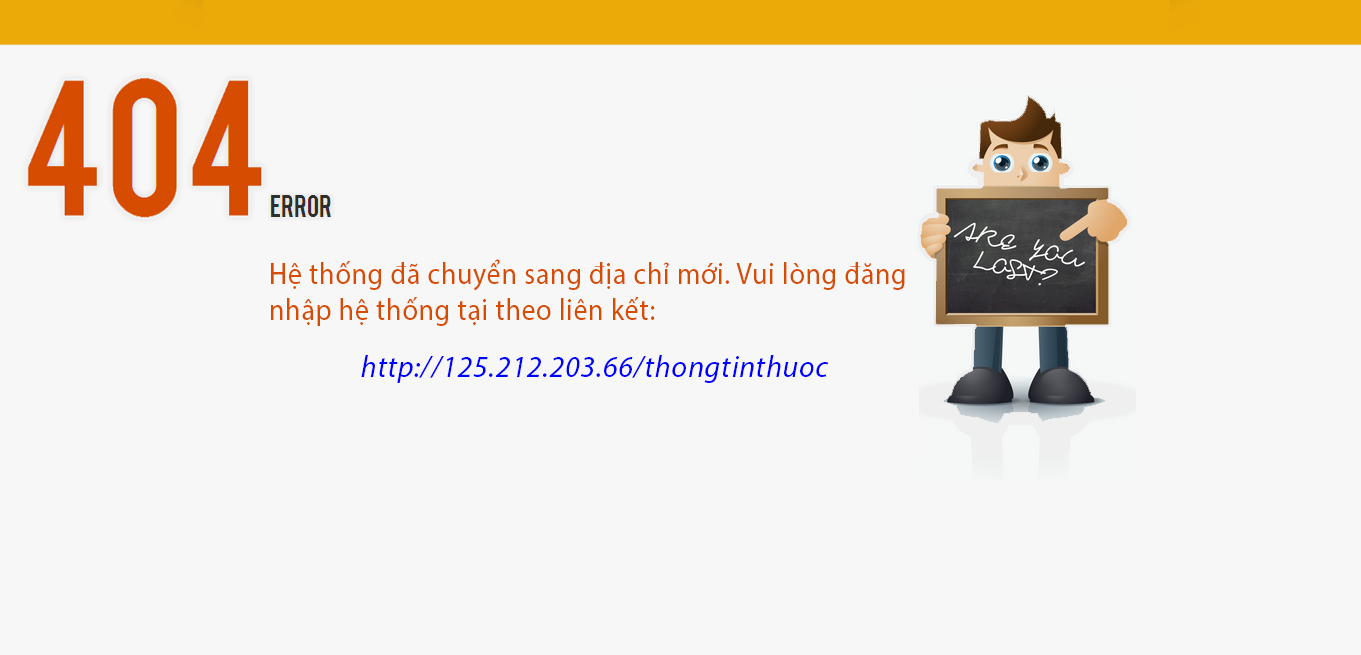 404 ERROR
Hệ thống đã chuyển sang địa chỉ mới. Vui lòng đăng
nhập hệ thống tại theo liên kết:
http://125.212.203.66/thongtinthuoc
ARE YOU
LOST?